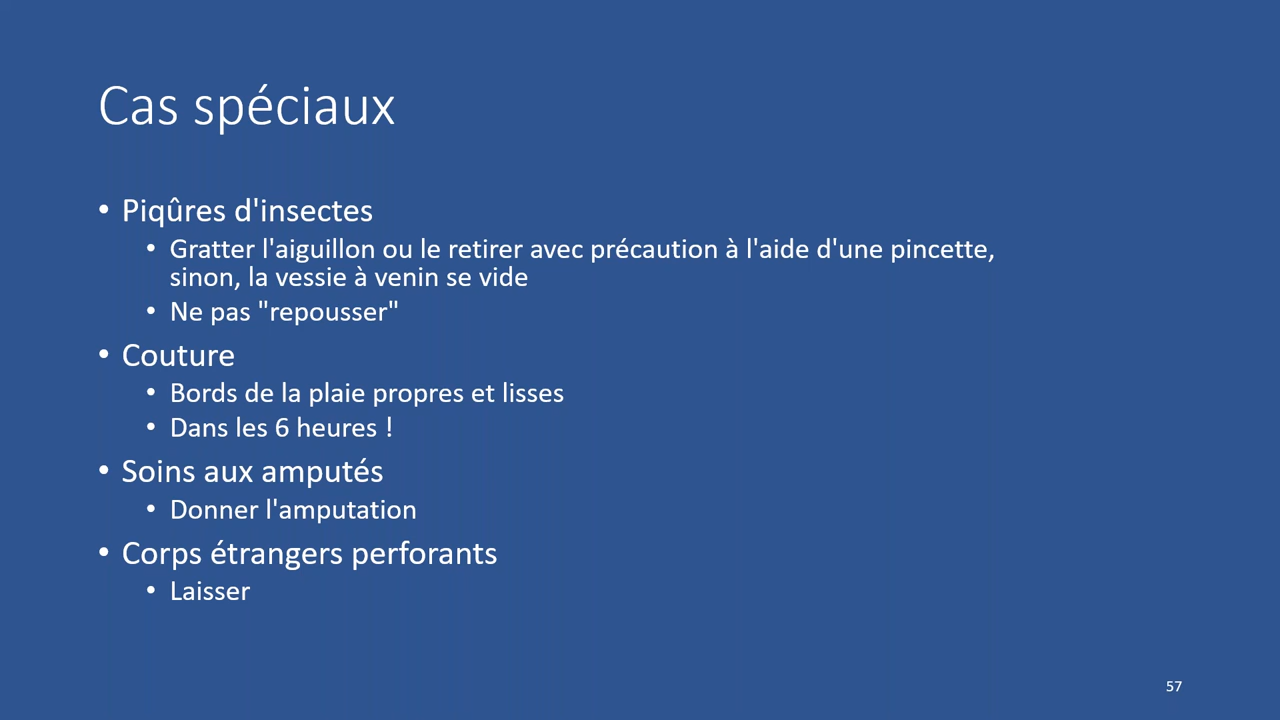 Cas spéciaux
• Piqûres d'insectes
• Gratter l'aiguillon ou le retirer avec précaution à l'aide d'une pincette,
sinon, la vessie à venin se vide
• Ne pas "repousser"
• Couture
• Bords de la plaie propres et lisses
• Dans les 6 heures !
• Soins aux amputés
• Donner l'amputation
• Corps étrangers perforants
• Laisser
57